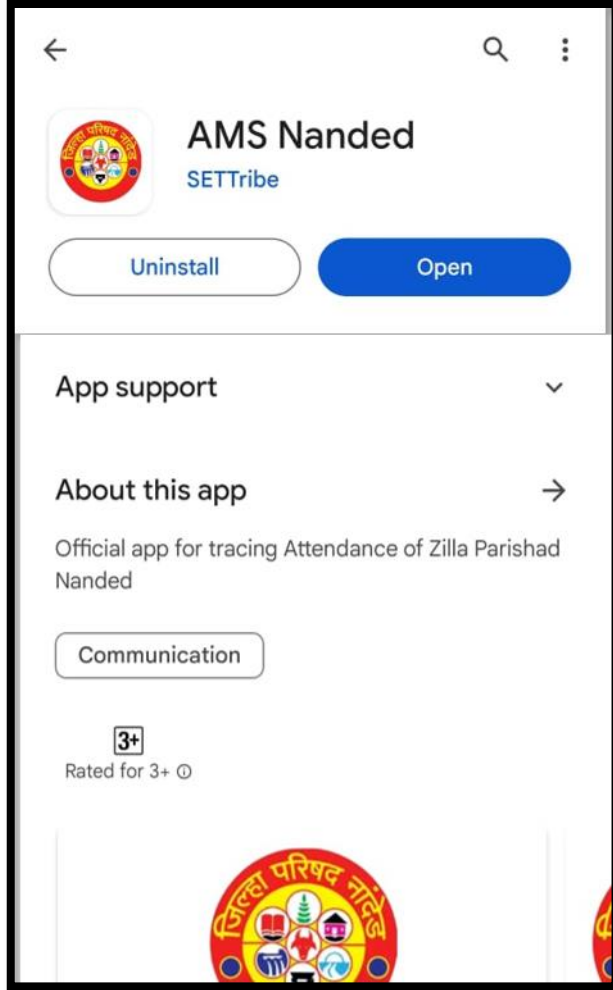 AMS Nanded
जिल्हा परिषद नांदेड
SETTribe
Uninstall
Open
App support
About this app
Official app for tracing Attendance of Zilla Parishad
Nanded
Communication
3+
Rated for 3+
जिल्हा परिषद नांदेड